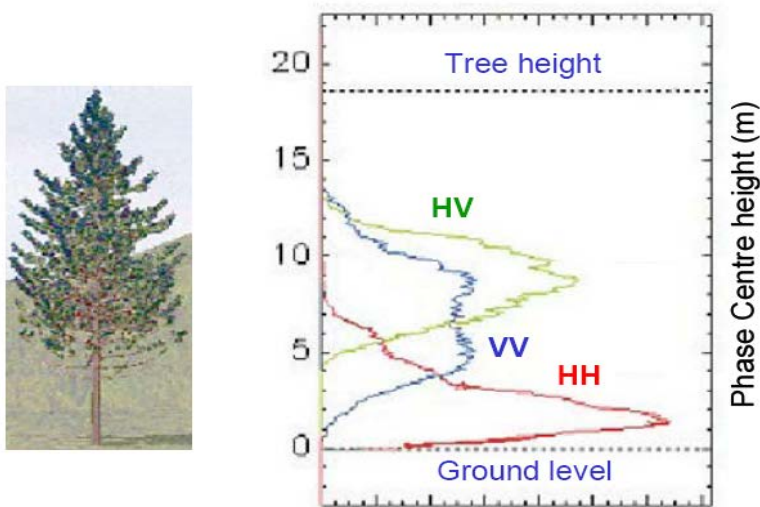 20
Tree height
15
HV
10
VV
5
HH
0
Ground level
Phase Centre height (m)